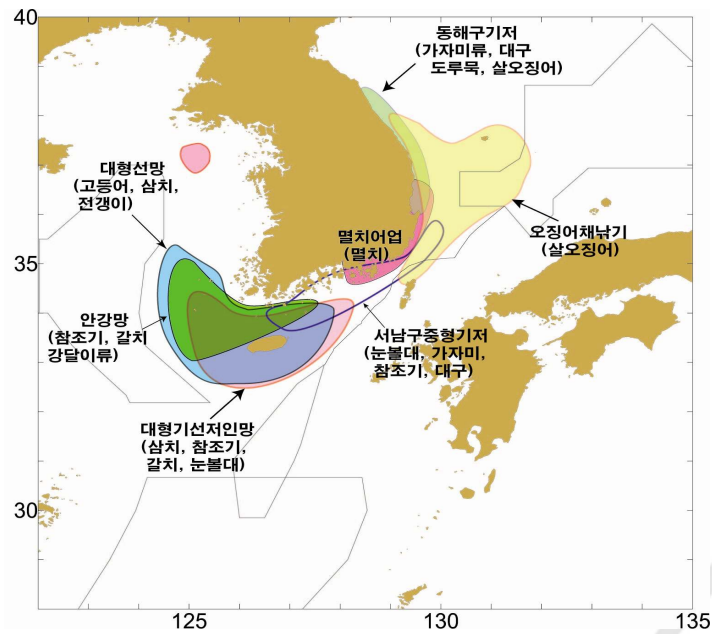 40
35
30
125
130
135
동해구기저
(가자미류, 대구
도루묵, 살오징어)
대형선망
(고등어, 삼치,
전갱이)
멸치어업
(멸치)
오징어채낚기
(살오징어)
안강망
(참조기, 갈치
강달이류)
서남구중형기저
(눈볼대, 가자미,
참조기, 대구)
대형기선저인망
(삼치, 참조기,
갈치, 눈볼대)